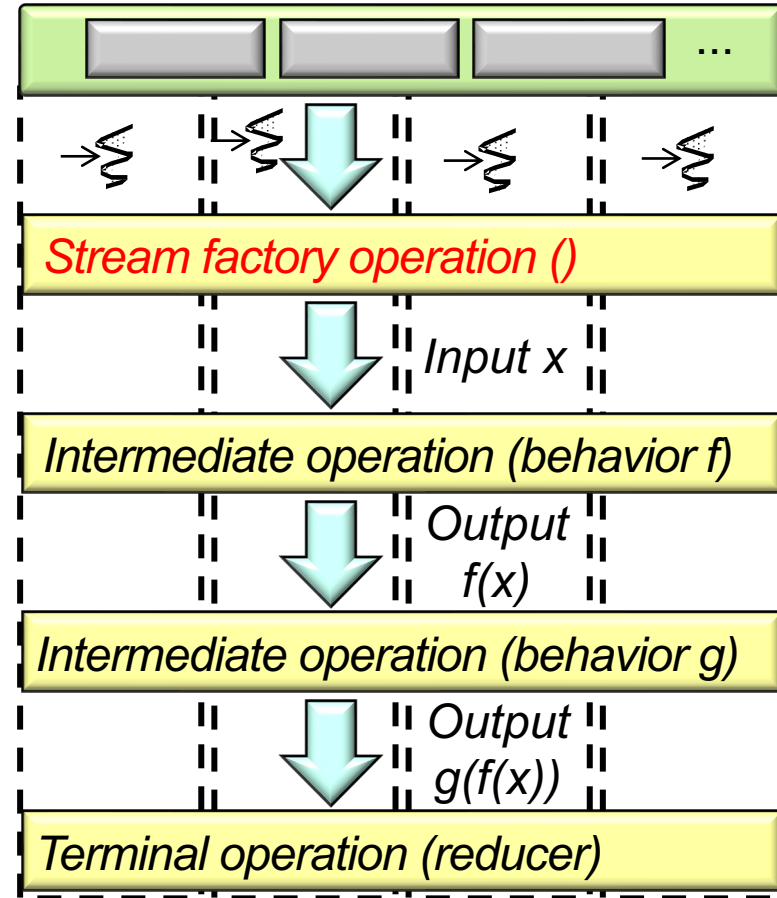 ...
Stream factory operation ()
Input x
Intermediate operation (behavior f)
Output
f(x)
Intermediate operation (behavior g)
Output
g(f(x))
Terminal operation (reducer)